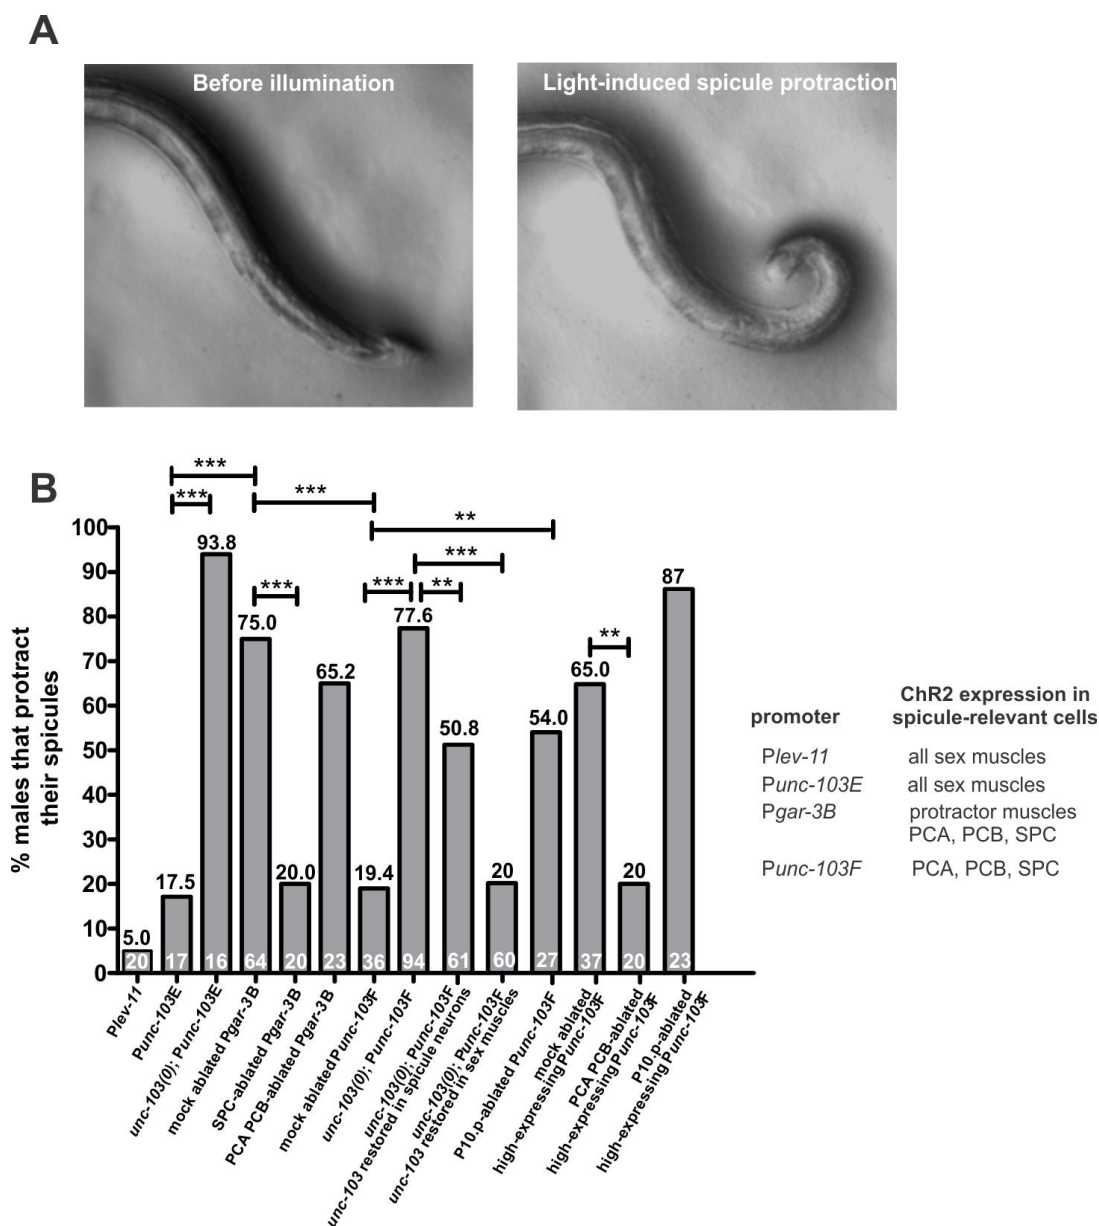 A
Before illumination
Light-induced spicule protraction
B
***
***
***
**
***
***
***
**
**
% males that protract
their spicules
100
90
80
70
60
50
40
30
20
10
0
5.0
17.5
93.8
75.0
20.0
65.2
19.4
77.6
50.8
20
54.0
65.0
20
87
20
17
16
64
20
23
36
94
61
60
27
37
20
23
Plev-11
Punc-103E
unc-103(0); Punc-103E
mock ablated Pgar-3B
SPC-ablated Pgar-3B
PCA PCB-ablated Pgar-3B
mock ablated Punc-103F
unc-103(0); Punc-103F
unc-103(0); Punc-103F
unc-103 restored in spicule neurons
unc-103(0); Punc-103F
unc-103 restored in sex muscles
P10.p-ablated Punc-103F
mock ablated
high-expressing Punc-103F
PCA PCB-ablated
high-expressing Punc-103F
P10.p-ablated
high-expressing Punc-103F
promoter
ChR2 expression in
spicule-relevant cells
Plev-11 all sex muscles
Punc-103E all sex muscles
Pgar-3B protractor muscles
PCA, PCB, SPC
Punc-103F PCA, PCB, SPC